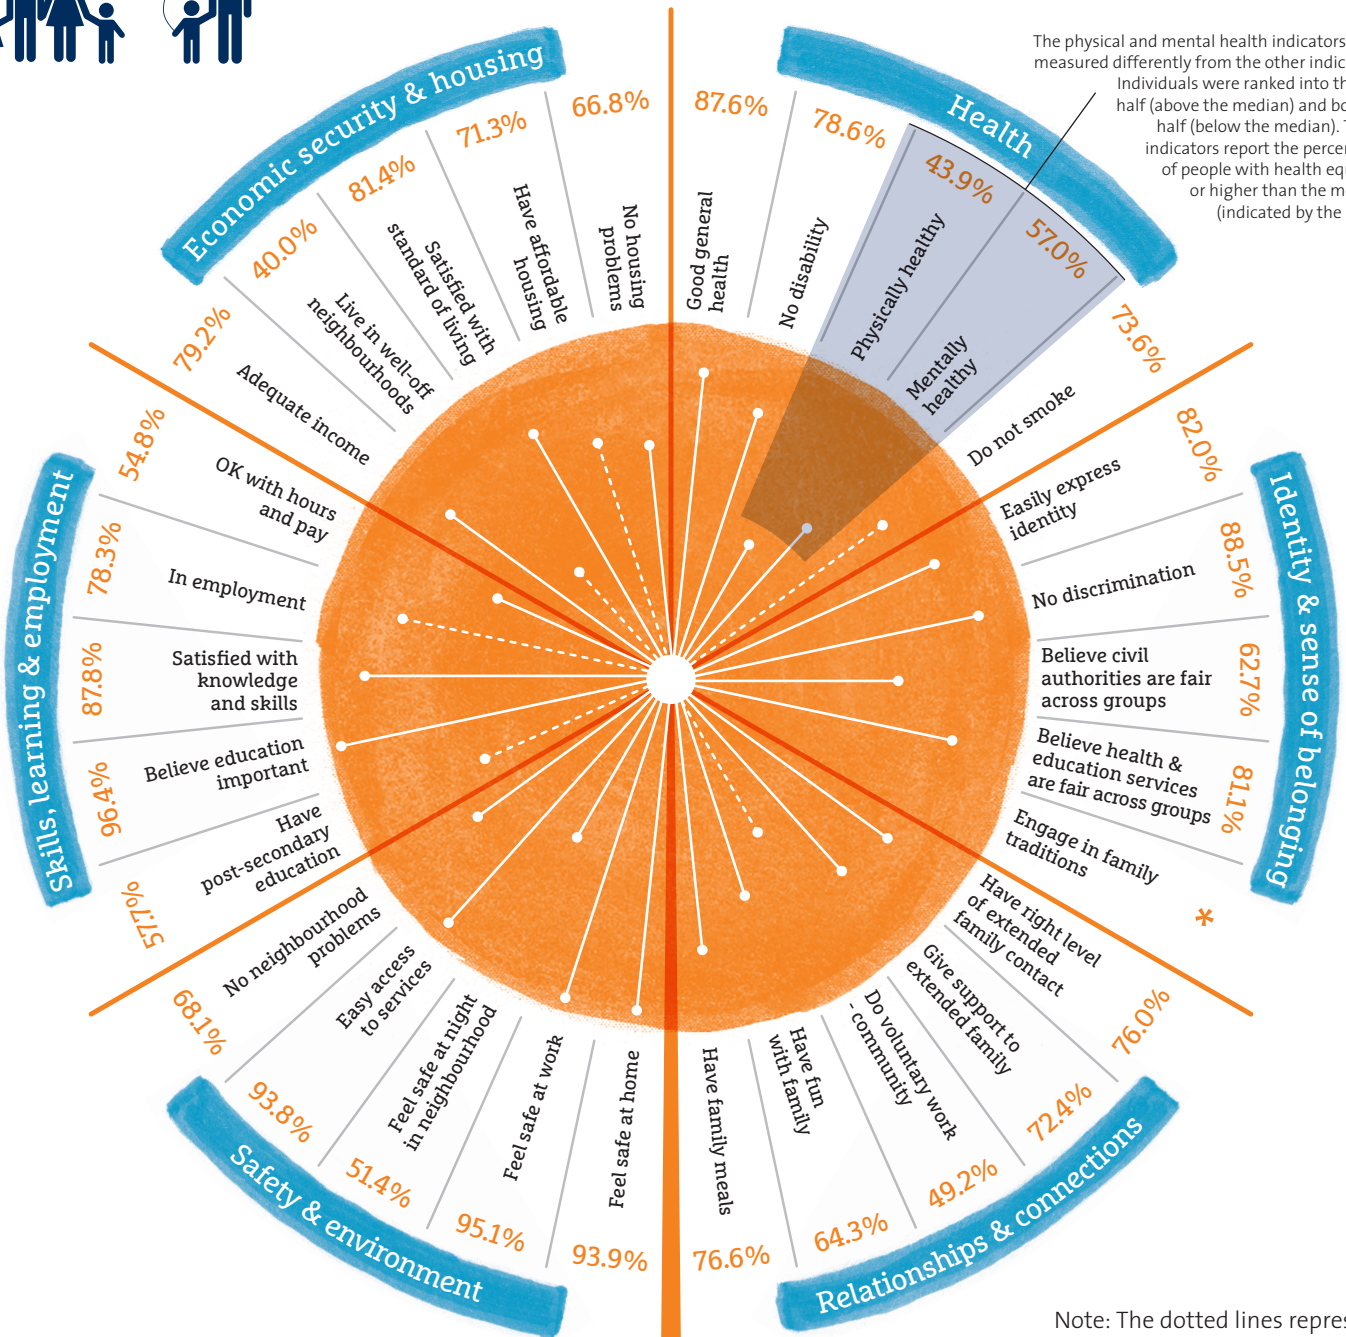 The physical and mental health indicators
measured differently from the other indic
Individuals were ranked into th
half (above the median) and bo
half (below the median). T
indicators report the percen
of people with health equ
or higher than the m
(indicated by the
Health
87.6%
Good general
health
78.6%
No disability
43.9%
Physically healthy
57.0%
Mentally
healthy
73.6%
Do not smoke
Identity & sense of belonging
82.0%
Easily express
identity
88.5%
No discrimination
62.7%
Believe civil
authorities are fair
across groups
81.1%
Believe health &
education services
are fair across groups
*
Engage in family
traditions
Relationships & connections
76.0%
Have right level
of extended
family contact
72.4%
Give support to
extended family
49.2%
Do voluntary work
- community
64.3%
Have fun
with family
76.6%
Have family meals
Safety & environment
93.9%
Feel safe at home
95.1%
Feel safe at work
51.4%
Feel safe at night
in neighbourhood
93.8%
Easy access
to services
68.1%
No neighbourhood
problems
Skills, learning & employment
57.7%
Have
post-secondary
education
96.4%
Believe education
important
87.8%
Satisfied with
knowledge
and skills
78.3%
In employment
54.8%
OK with hours
and pay
Economic security & housing
79.2%
Adequate income
40.0%
Live in well-off
neighbourhoods
81.4%
Satisfied with
standard of living
71.3%
Have affordable
housing
66.8%
No housing
problems
Note: The dotted lines repres